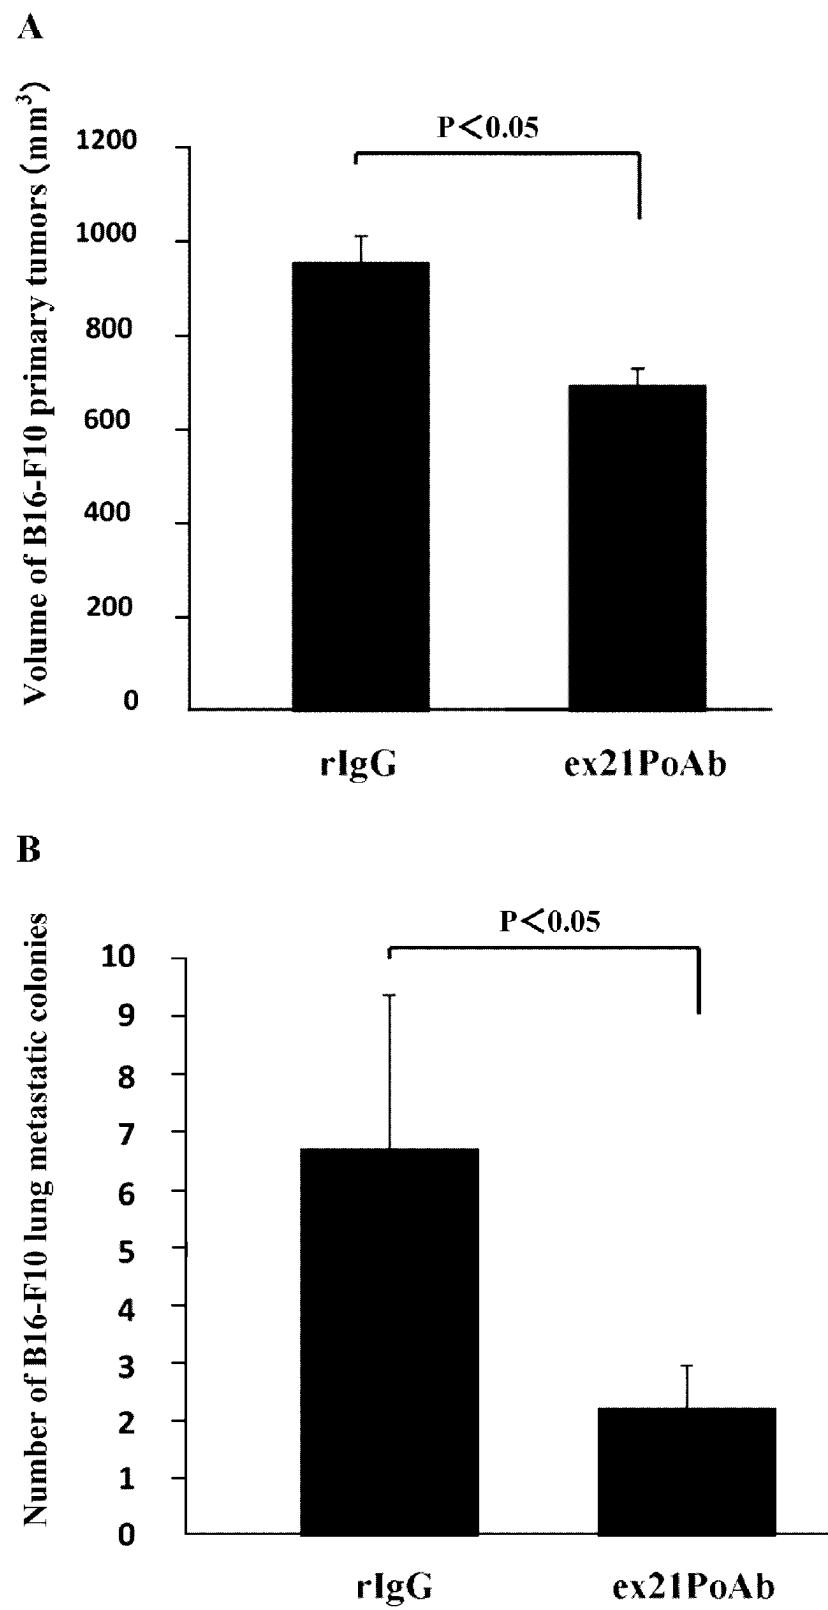 A
Volume of B16-F10 primary tumors (mm³)
P<0.05
1200
1000
800
600
400
200
0
rIgG
ex21PoAb
B
Number of B16-F10 lung metastatic colonies
P<0.05
10
9
8
7
6
5
4
3
2
1
0
rIgG
ex21PoAb